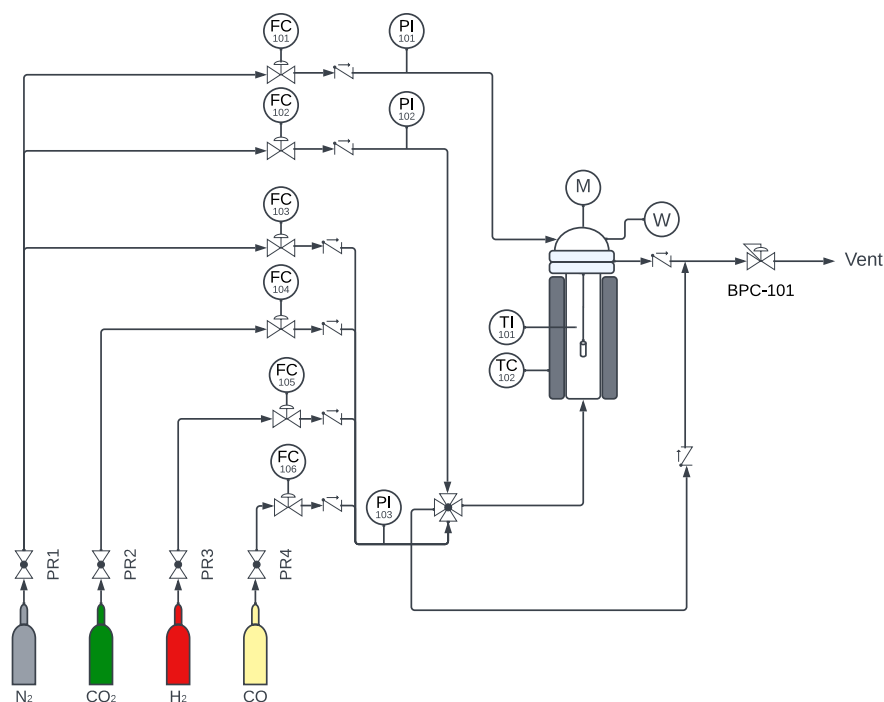 FC
101
PI
101
FC
102
PI
102
FC
103
M
W
FC
104
Vent
BPC-101
TI
101
TC
102
FC
105
FC
106
PI
103
PR1
PR2
PR3
PR4
N2
CO2
H2
CO